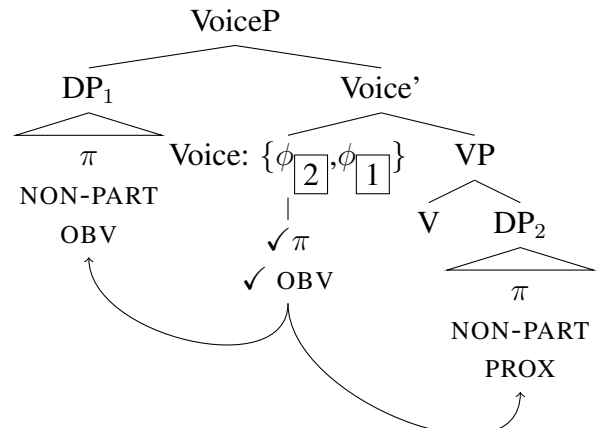 VoiceP
DP₁ Voice’
π Voice: {ϕ[2],ϕ[1]} VP
NON-PART V DP₂
OBV ✓π
✓ OBV π
NON-PART
PROX